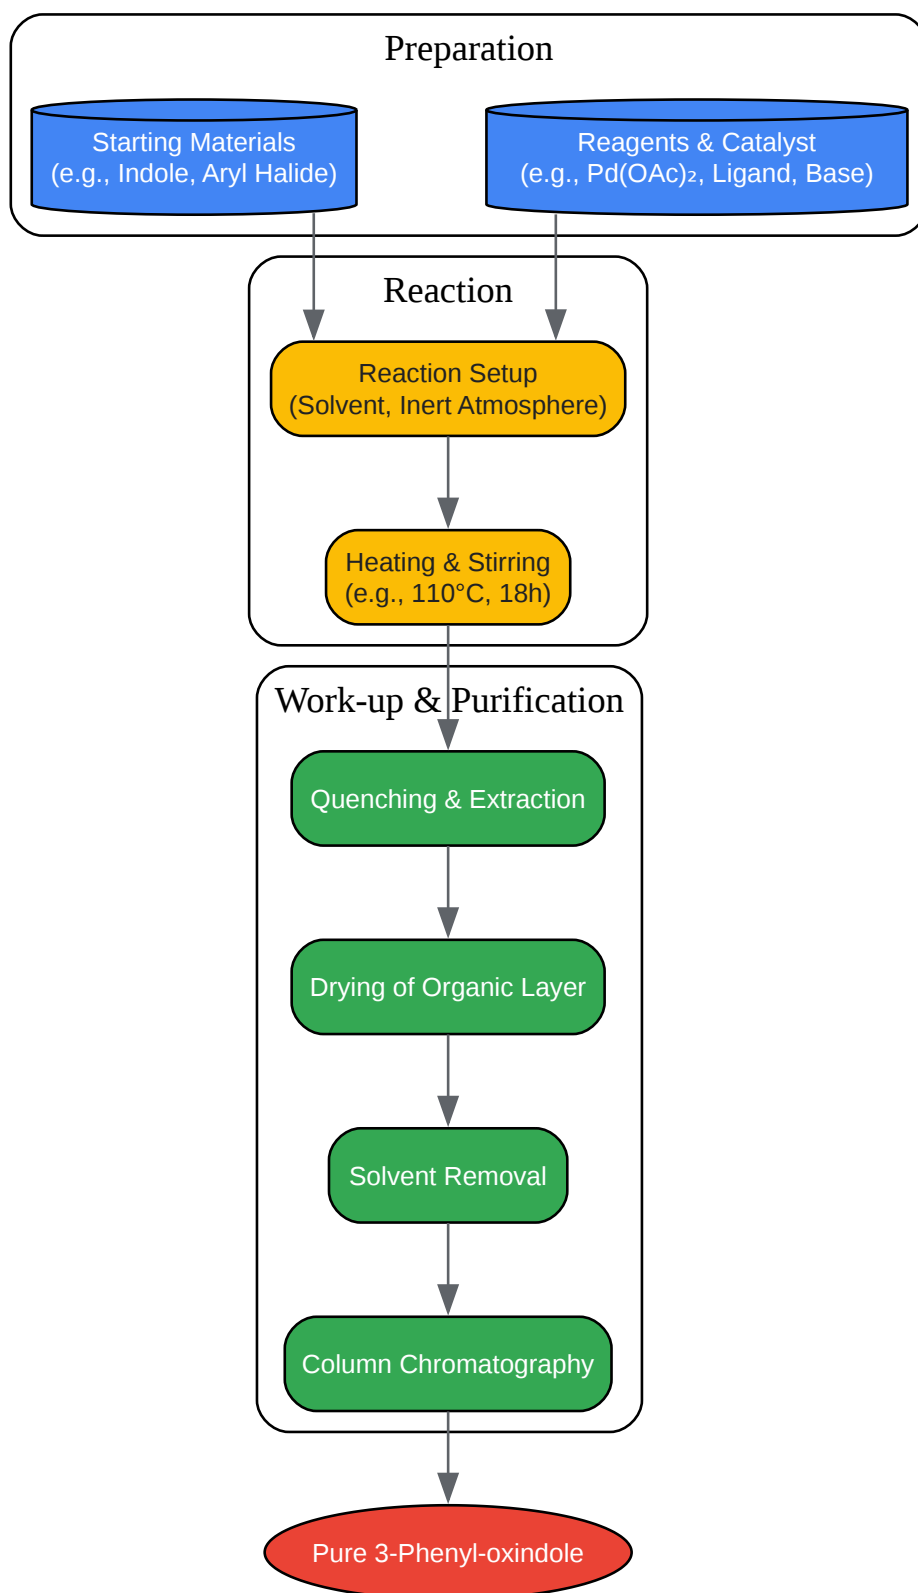 Preparation
Starting Materials
(e.g., Indole, Aryl Halide)
Reagents & Catalyst
(e.g., Pd(OAc)₂, Ligand, Base)
Reaction
Reaction Setup
(Solvent, Inert Atmosphere)
Heating & Stirring
(e.g., 110°C, 18h)
Work-up & Purification
Quenching & Extraction
Drying of Organic Layer
Solvent Removal
Column Chromatography
Pure 3-Phenyl-oxindole